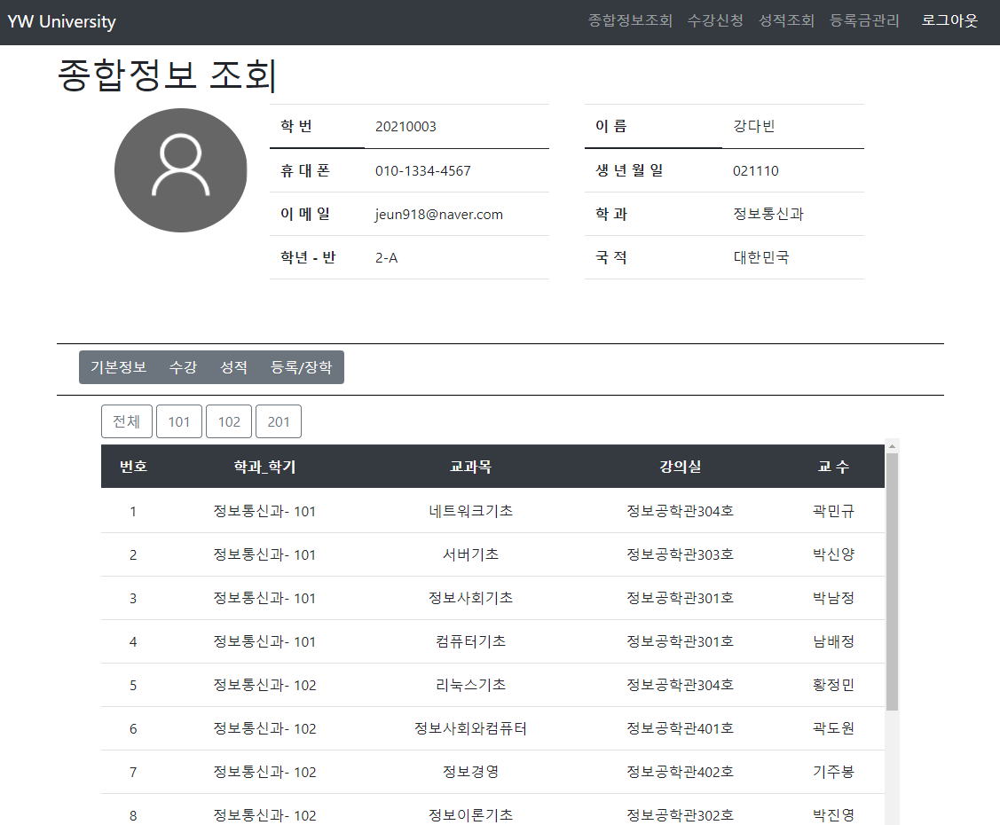 YW University 종합정보조회 수강신청 성적조회 등록금관리 로그아웃
종합정보 조회
학 번 20210003 이 름 강다빈
휴 대 폰 010-1334-4567 생 년 월 일 021110
이 메 일 jeun918@naver.com 학 과 정보통신과
학년 - 반 2-A 국 적 대한민국
기본정보 수강 성적 등록/장학
전체 101 102 201
번호 학과_학기 교과목 강의실 교 수
1 정보통신과- 101 네트워크기초 정보공학관304호 곽민규
2 정보통신과- 101 서버기초 정보공학관303호 박신양
3 정보통신과- 101 정보사회기초 정보공학관301호 박남정
4 정보통신과- 101 컴퓨터기초 정보공학관301호 남배정
5 정보통신과- 102 리눅스기초 정보공학관304호 황정민
6 정보통신과- 102 정보사회와컴퓨터 정보공학관401호 곽도원
7 정보통신과- 102 정보경영 정보공학관402호 기주봉
8 정보통신과- 102 정보이론기초 정보공학관302호 박진영